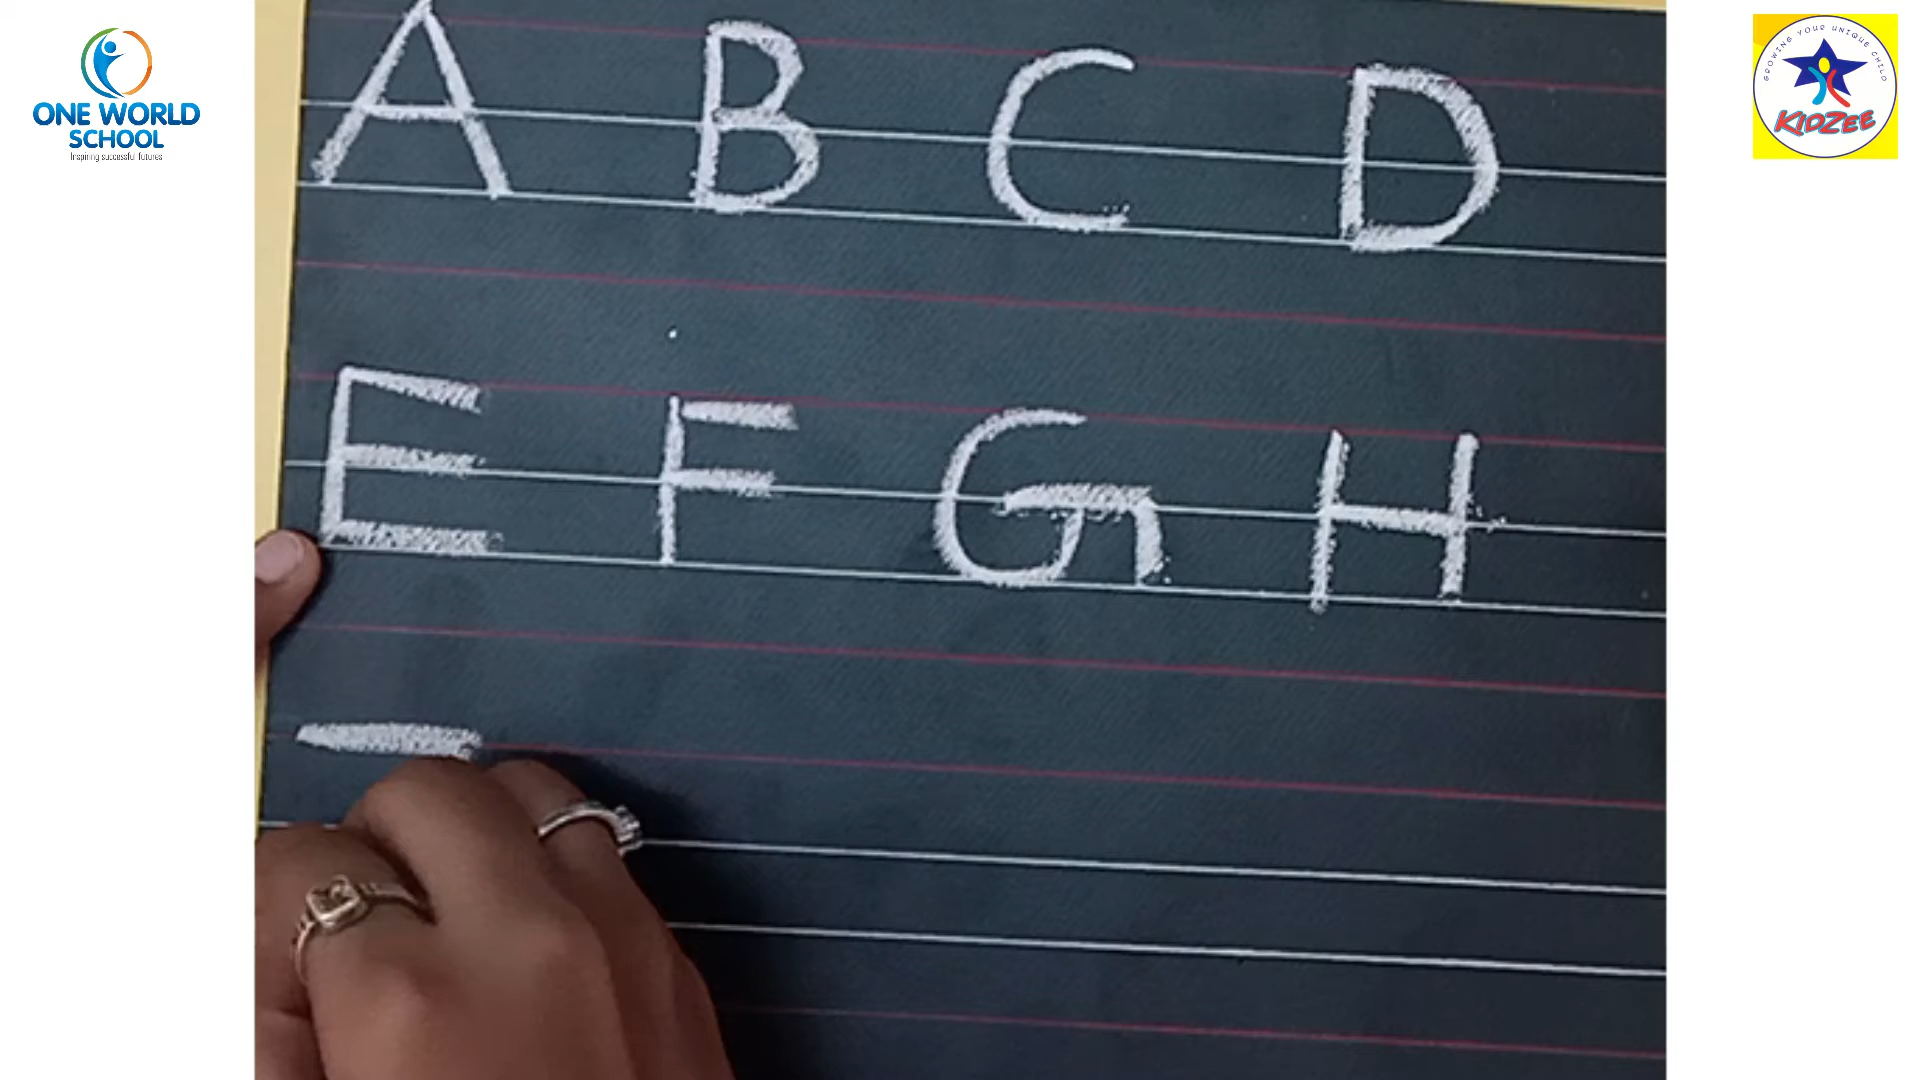 ONE WORLD
SCHOOL
Inspiring successful futures
GROWING YOUR UNIQUE CHILD
KIDZEE
A B C D
E F G H